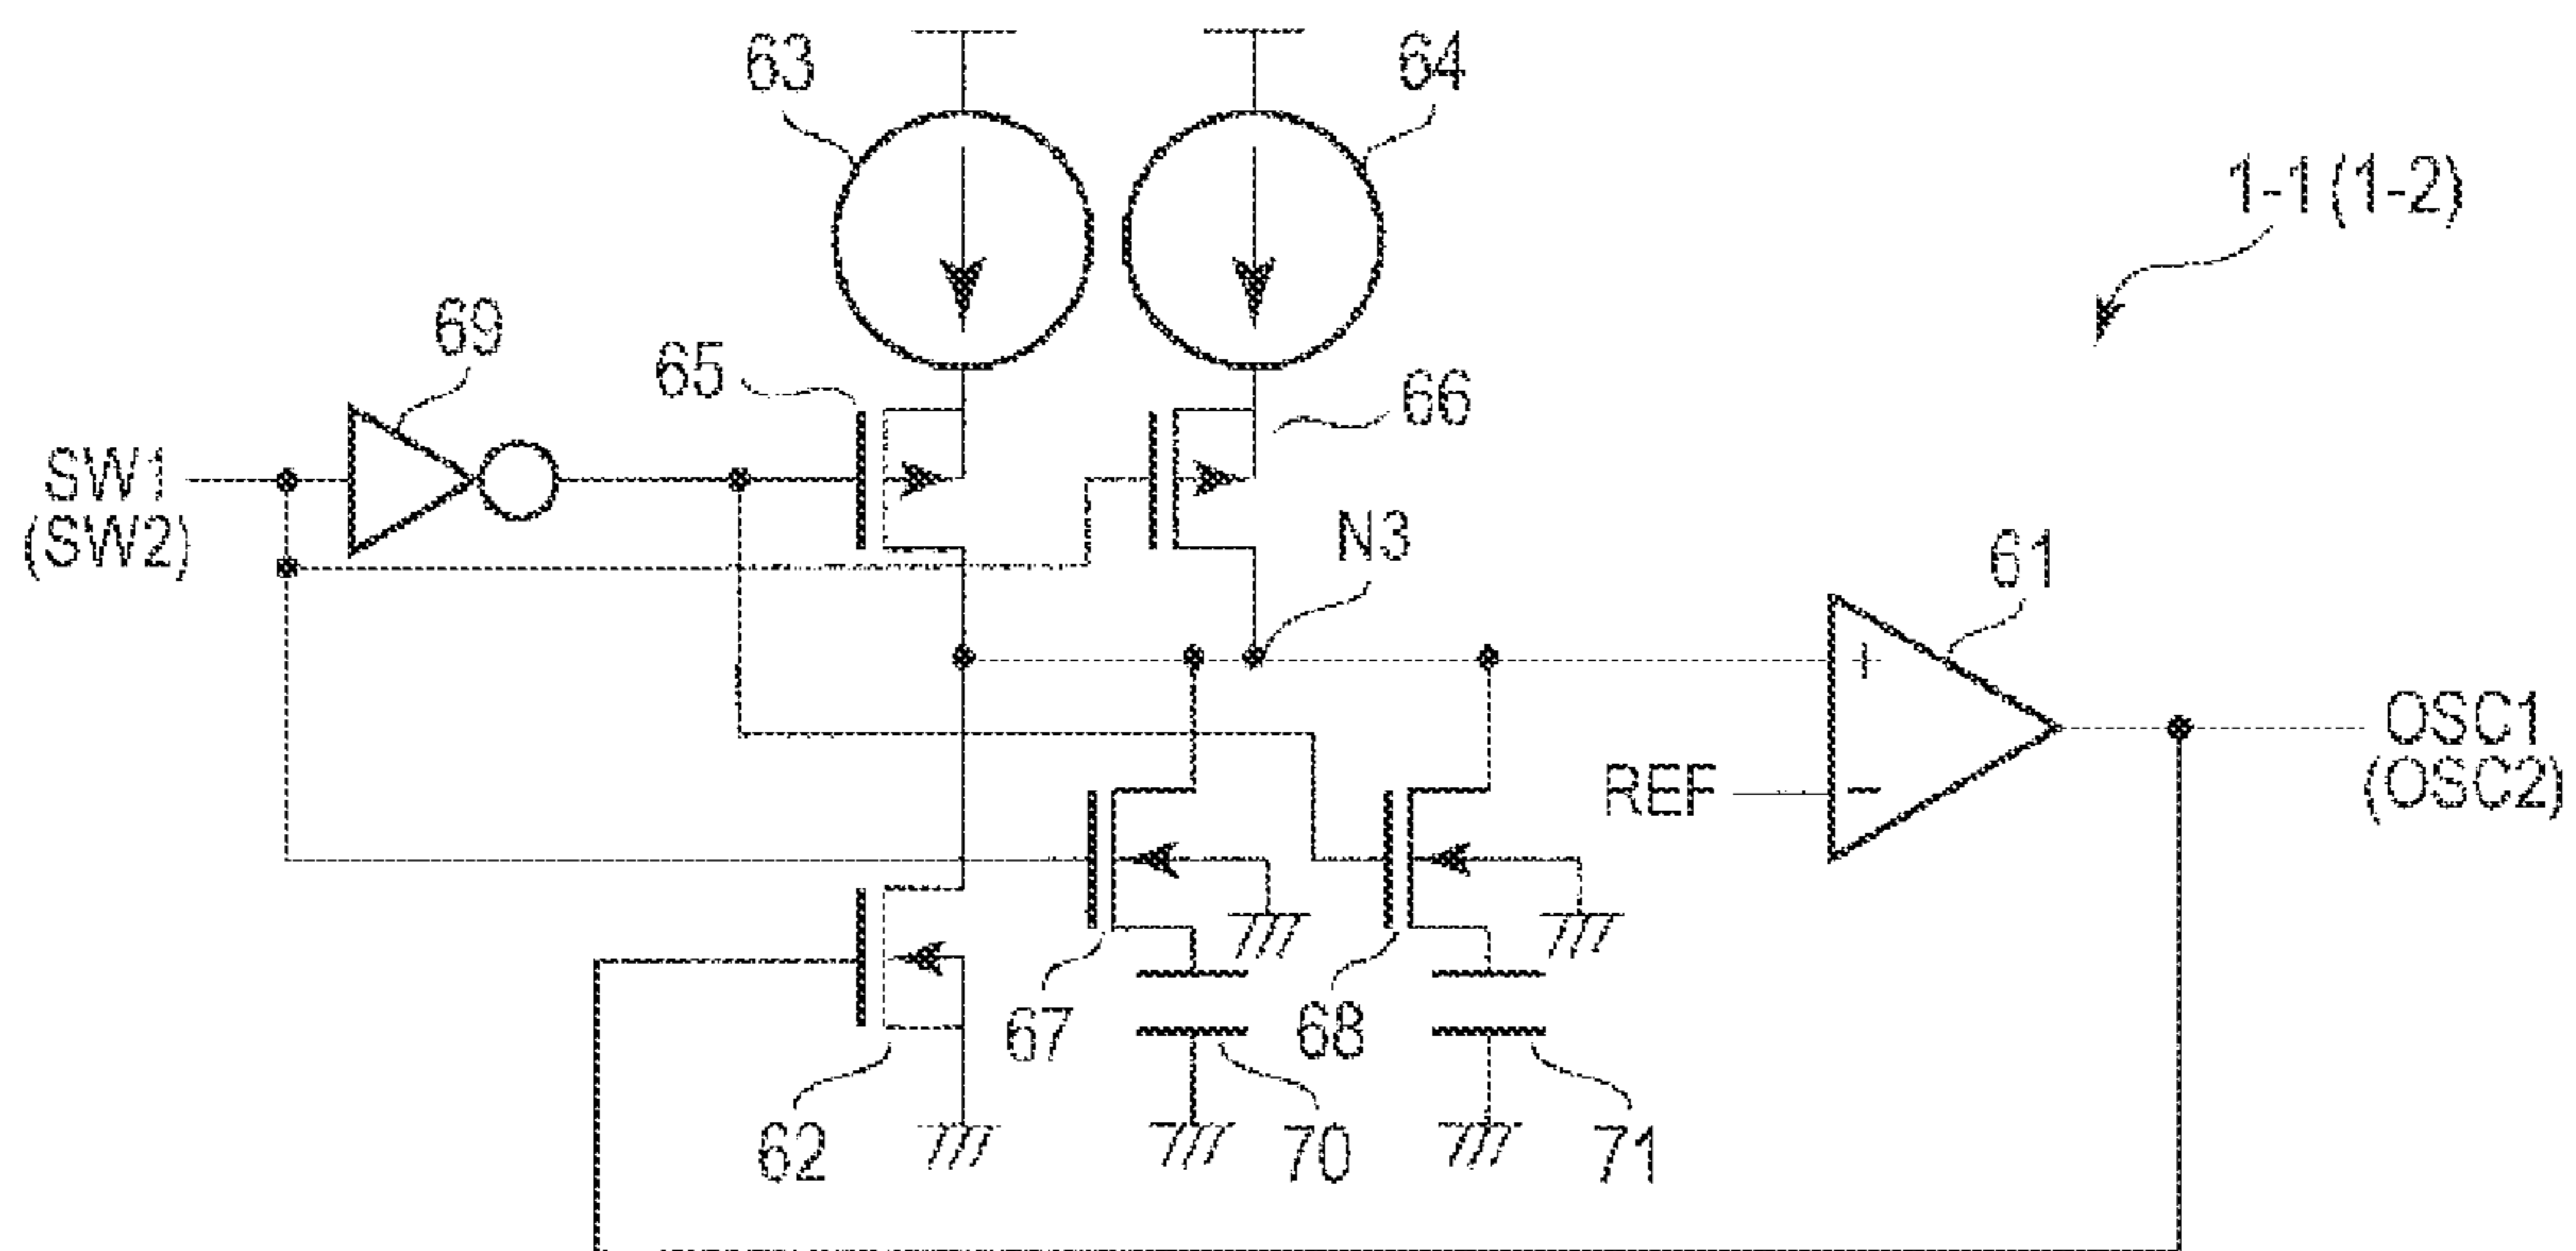 63
64
1-1(1-2)
69
65
66
SW1
(SW2)
N3
61
+
OSC1
(OSC2)
REF
−
67
68
62
70
71